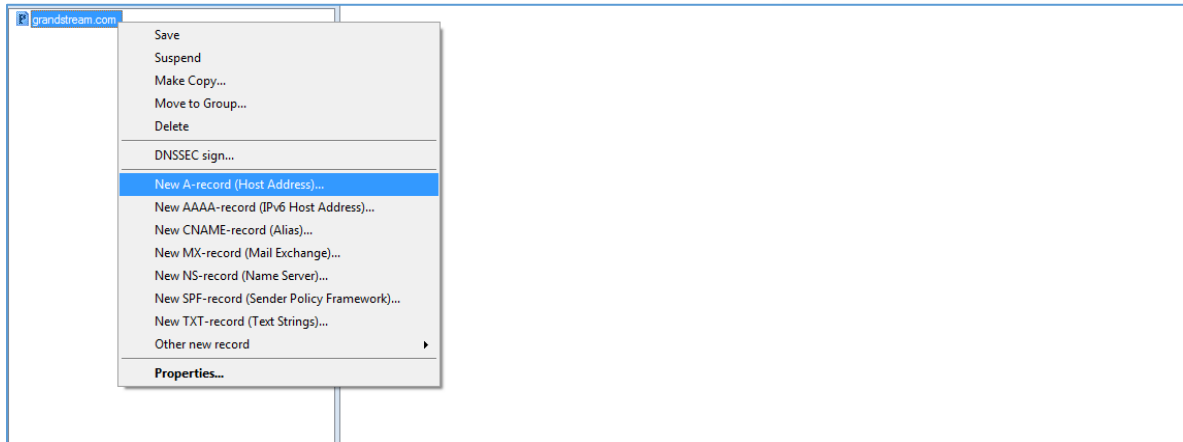 grandstream.com
Save
Suspend
Make Copy...
Move to Group...
Delete
DNSSEC sign...
New A-record (Host Address)...
New AAAA-record (IPv6 Host Address)...
New CNAME-record (Alias)...
New MX-record (Mail Exchange)...
New NS-record (Name Server)...
New SPF-record (Sender Policy Framework)...
New TXT-record (Text Strings)...
Other new record
Properties...